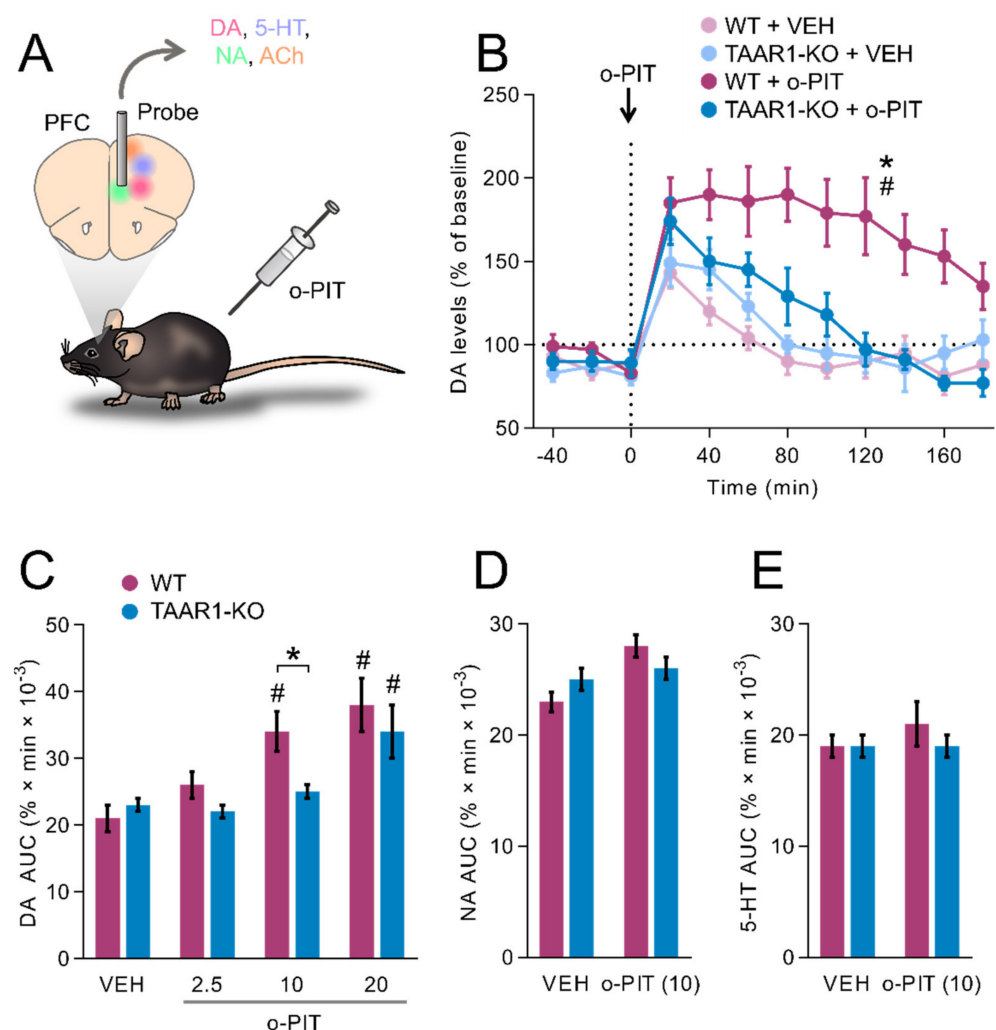 A
DA, 5-HT,
NA, ACh
PFC
Probe
o-PIT
B
WT + VEH
TAAR1-KO + VEH
WT + o-PIT
TAAR1-KO + o-PIT
o-PIT
*
#
DA levels (% of baseline)
250
200
150
100
50
-40 0 40 80 120 160
Time (min)
C
WT
TAAR1-KO
DA AUC (% × min × 10⁻³)
50
40
30
20
10
0
#
*
#
#
VEH 2.5 10 20
o-PIT
D
NA AUC (% × min × 10⁻³)
30
20
10
0
VEH o-PIT (10)
E
5-HT AUC (% × min × 10⁻³)
30
20
10
0
VEH o-PIT (10)